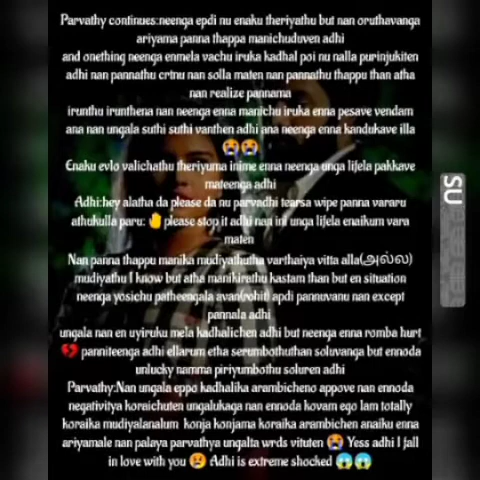 Parvathy continues:neenga epdi nu enaku theriyathu but nan oruthavanga
ariyama panna thappa manichuduven adhi
and onething neenga enmela vachu iruka kadhal poi nu nalla purinjukiten
adhi nan pannathu crtnu nan solla maten nan pannathu thappu than atha
nan realize pannama
irunthu irunthena nan neenga enna manichu iruka enna pesave vendam
ana nan ungala suthi suthi vanthen adhi ana neenga enna kandukave illa
😭😭
Enaku evlo valichathu theriyuma inime enna neenga unga lifela pakkave
mateenga adhi
Adhi:hey alatha da please da nu parvadhi tearsa wipe panna vararu
athukulla paru: 🤚 please stop it adhi nan inf unga lifela enaikum vara
maten
Nan panna thappu manika mudiyathutha varthaiya vitta alla(அல்ல)
mudiyathu I know but atha manikirathu kastam than but en situation
neenga yosichu patheengala avan(rohit) apdi pannuvanu nan except
pannala adhi
ungala nan en uyiruku mela kadhalichen adhi but neenga enna romba hurt
💔 panniteenga adhi ellarum etha serumbothuthan soluvanga but ennoda
unlucky namma piriyumbothu soluren adhi
Parvathy:Nan ungala eppo kadhalika arambicheno appove nan ennoda
negativitya koraichuten ungalukaga nan ennoda kovam ego lam totally
koraika mudiyalanalum konja konjama koraika arambichen anaiku enna
ariyamale nan palaya parvathya ungalta wrds vituten 😭 Yess adhi I fall
in love with you 😢 Adhi is extreme shocked 😱😱
SU